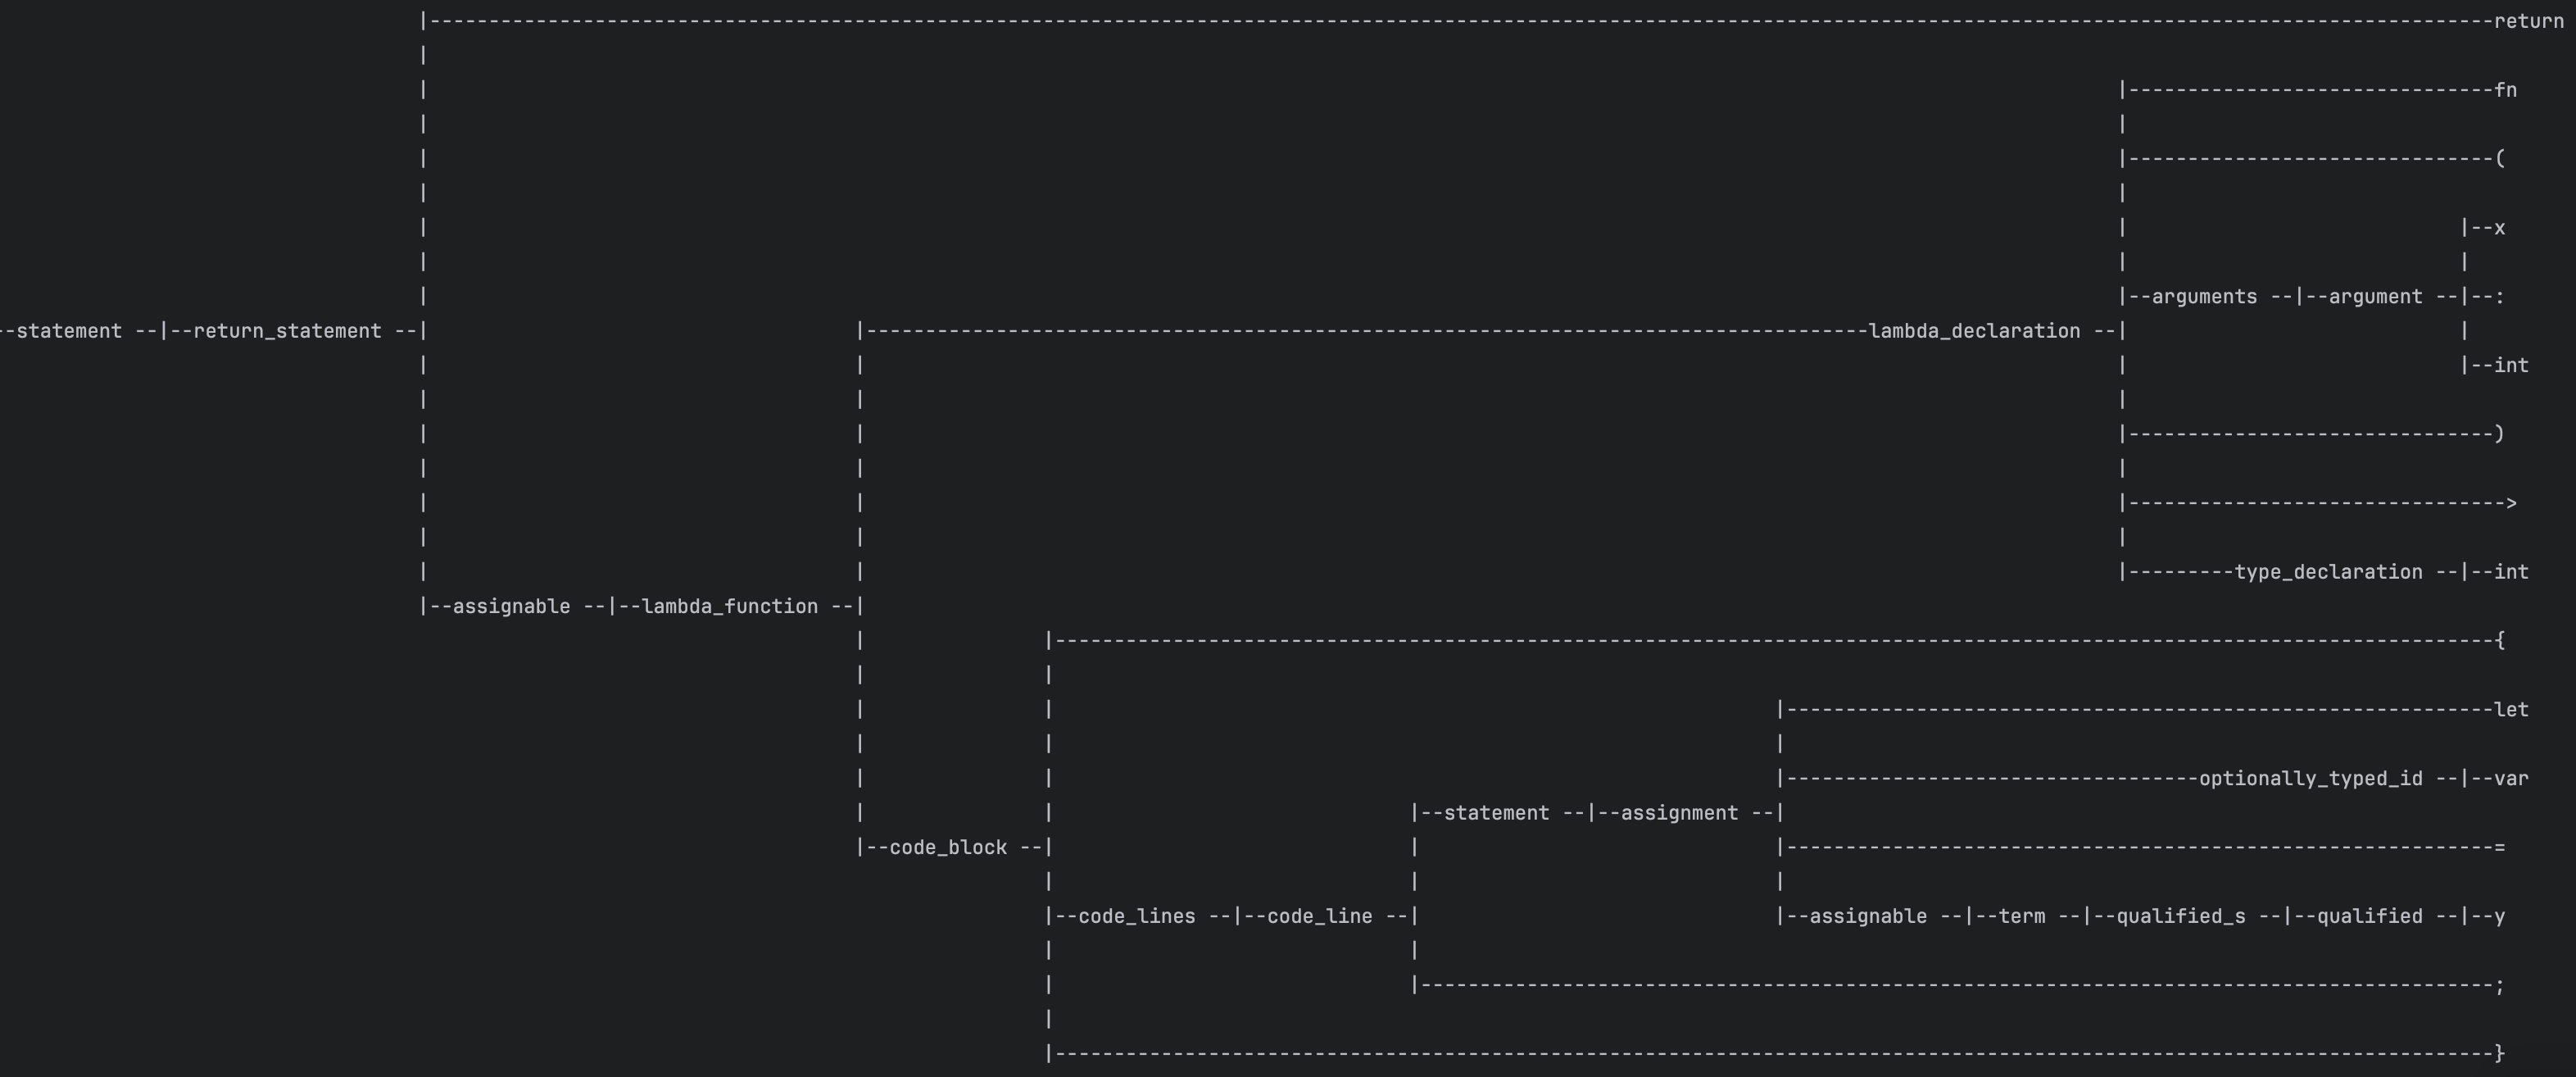 |--return
|--fn
|--(
|--x
|--arguments --|--argument --|--:
--statement --|--return_statement --| |--lambda_declaration --|
|--int
|--)
|-->
|--type_declaration --|--int
|--assignable --|--lambda_function --|
|--{
|--let
|--optionally_typed_id --|--var
|--statement --|--assignment --|
|--code_block --| |--=
|--code_lines --|--code_line --| |--assignable --|--term --|--qualified_s --|--qualified --|--y
|--;
|--}